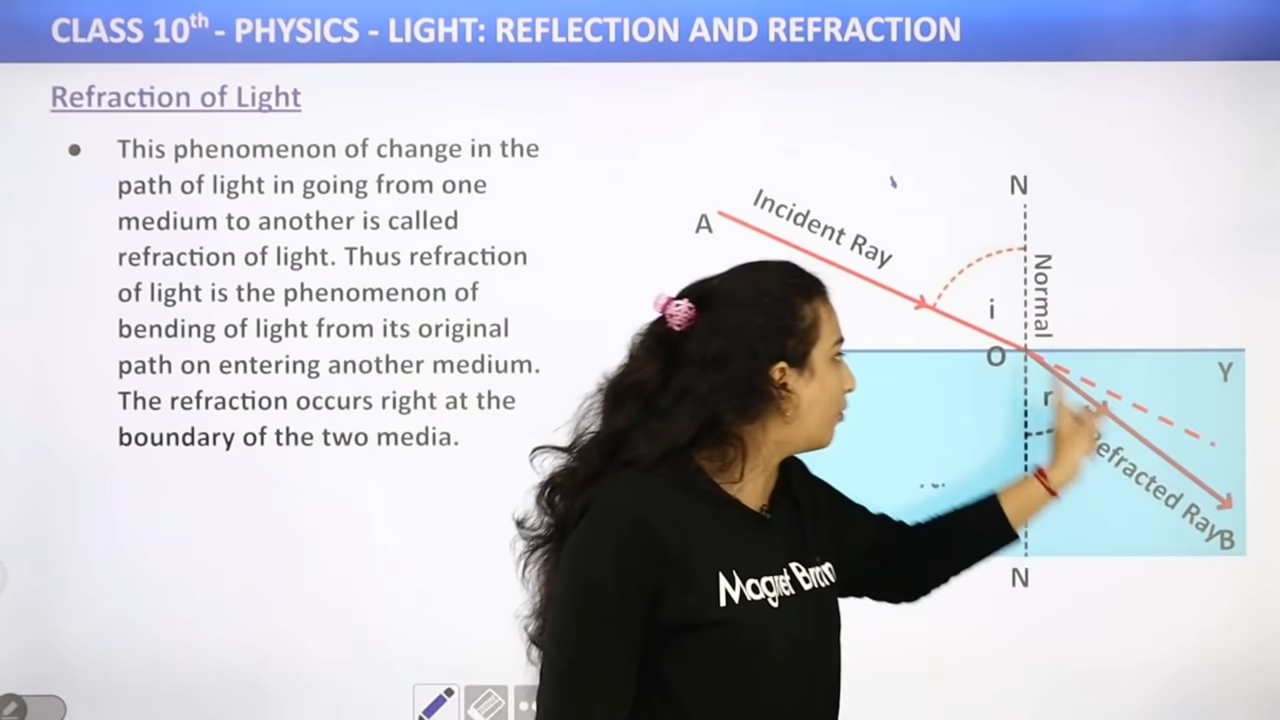 CLASS 10th - PHYSICS - LIGHT: REFLECTION AND REFRACTION
Refraction of Light
• This phenomenon of change in the
path of light in going from one
medium to another is called
refraction of light. Thus refraction
of light is the phenomenon of
bending of light from its original
path on entering another medium.
The refraction occurs right at the
boundary of the two media.
N
A
Incident Ray
Normal
i
O
Y
r
Refracted Ray
B
N
Magnet Brain